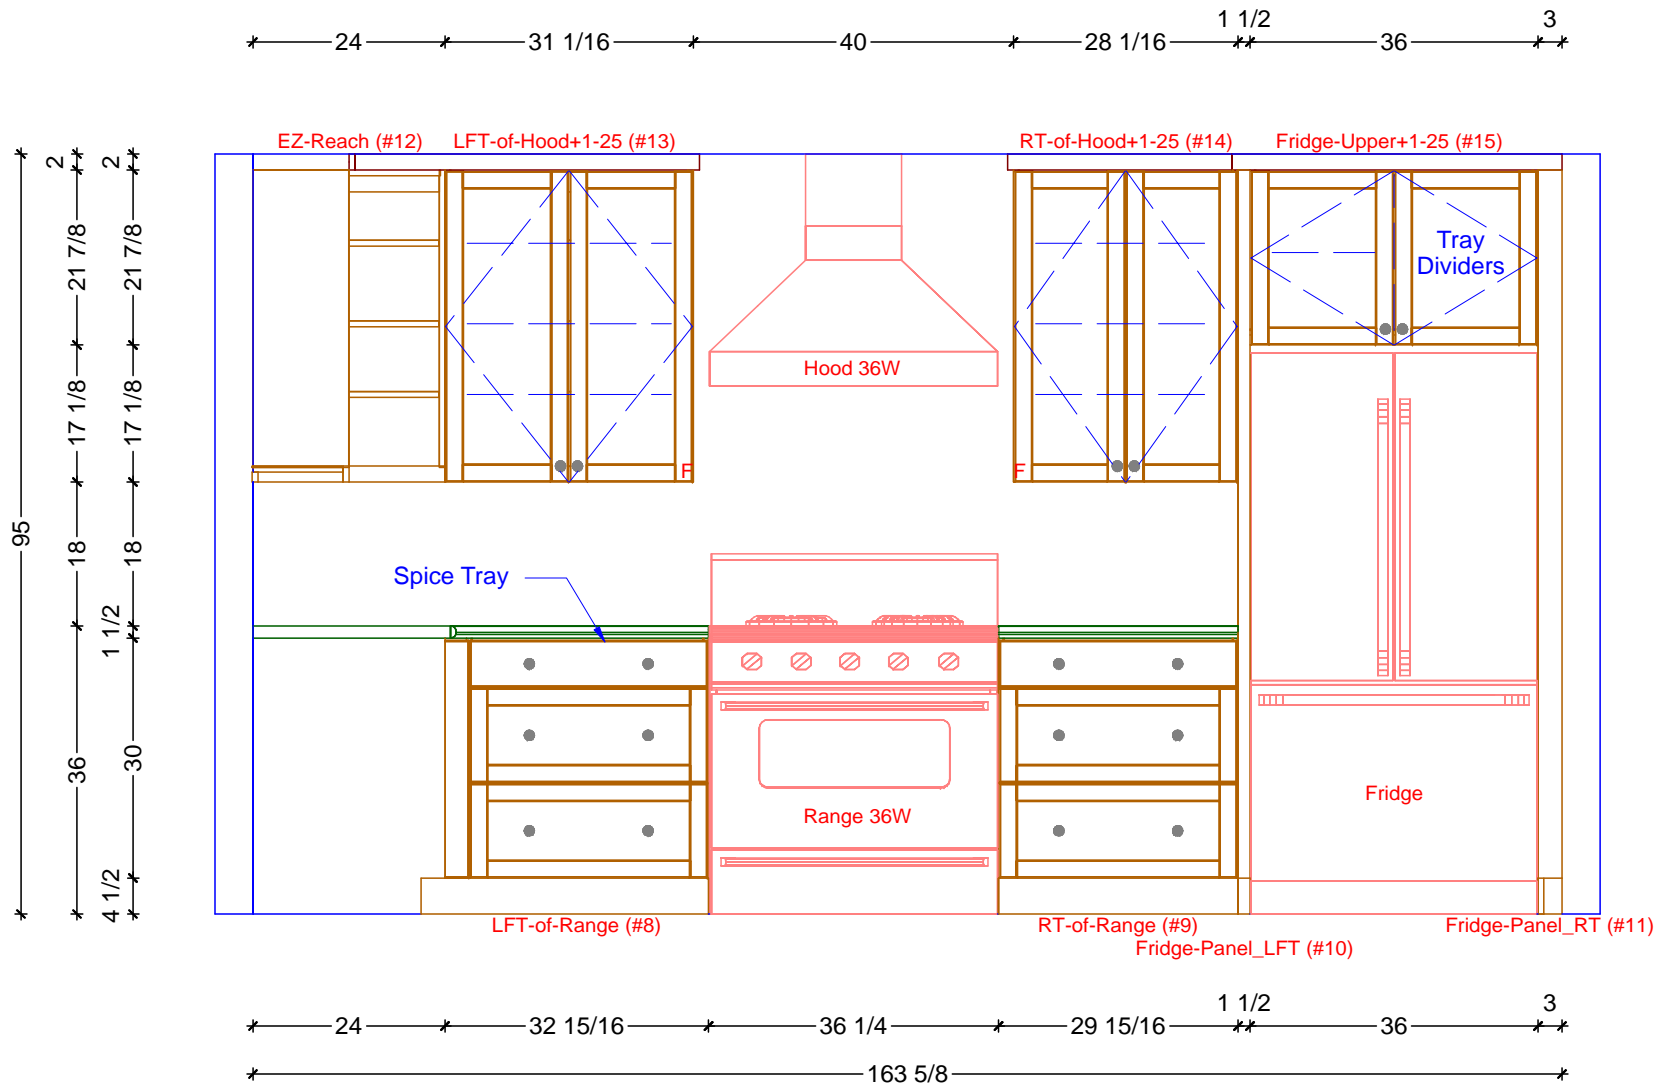 1 1/2 3
24 31 1/16 40 28 1/16 36
EZ-Reach (#12) LFT-of-Hood+1-25 (#13) RT-of-Hood+1-25 (#14) Fridge-Upper+1-25 (#15)
2 2
21 7/8 21 7/8
Tray
Dividers
Hood 36W
17 1/8 17 1/8
F F
95
18 18
Spice Tray
1 1/2
36 30
Fridge
Range 36W
4 1/2
LFT-of-Range (#8) RT-of-Range (#9) Fridge-Panel_RT (#11)
Fridge-Panel_LFT (#10)
1 1/2 3
24 32 15/16 36 1/4 29 15/16 36
163 5/8